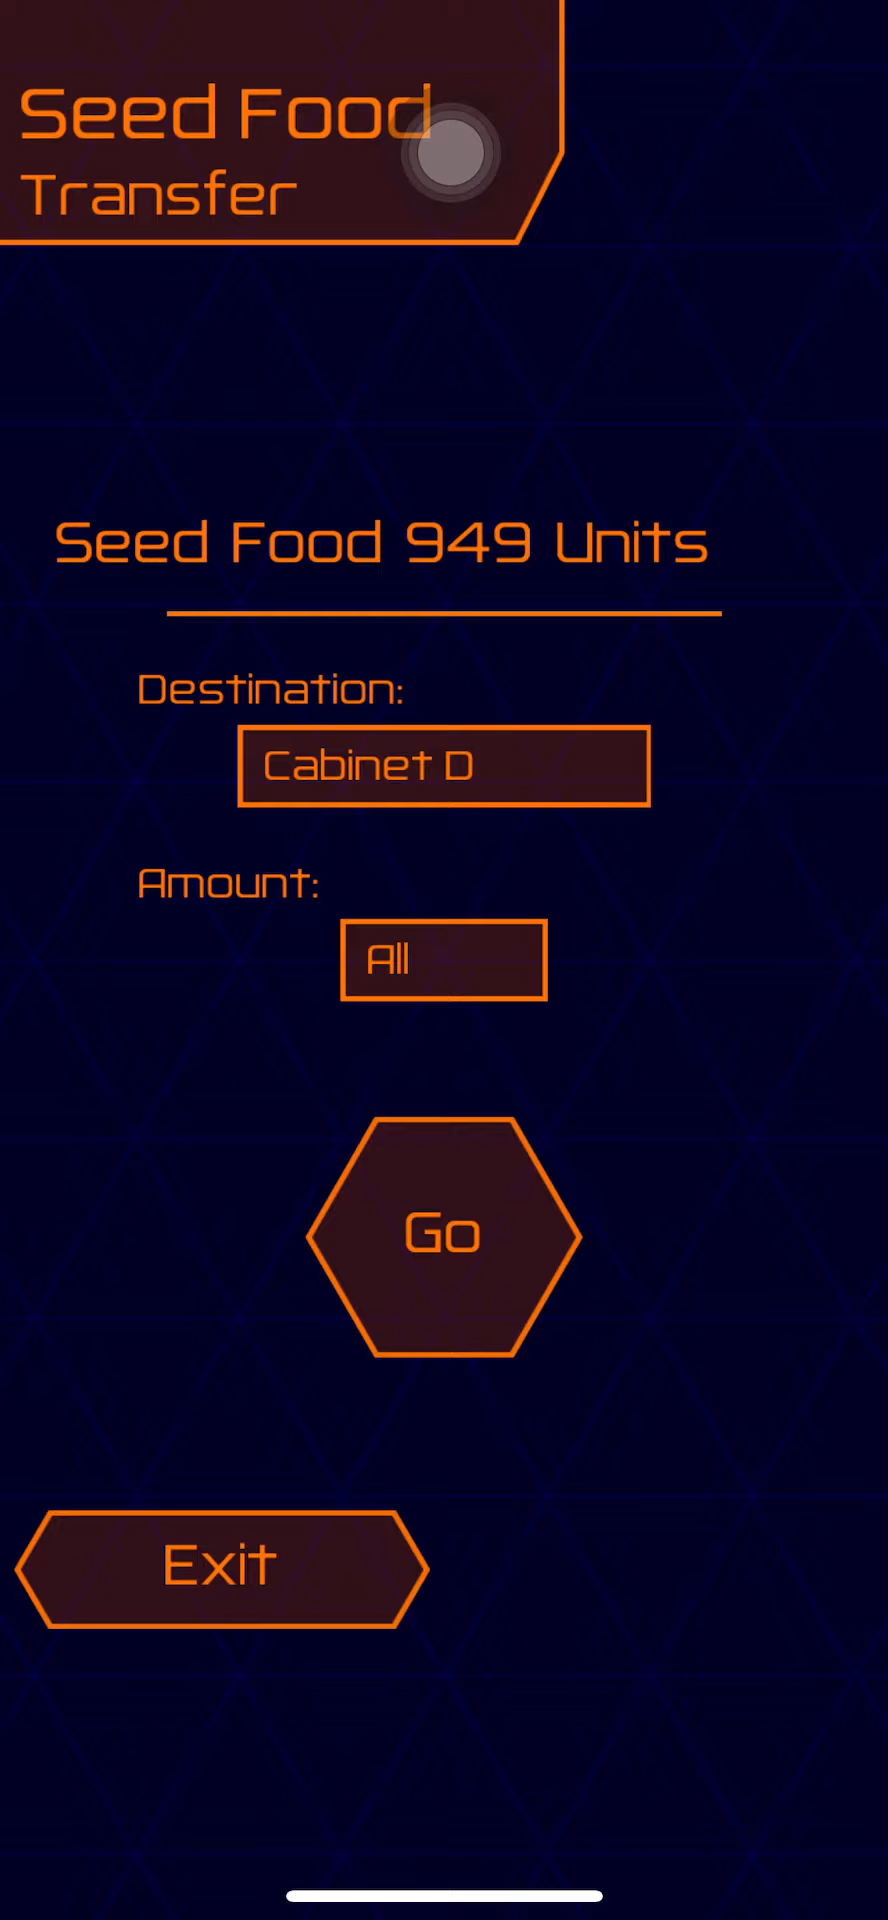 Seed Food
Transfer
Seed Food 949 Units
Destination:
Cabinet D
Amount:
All
Go
Exit